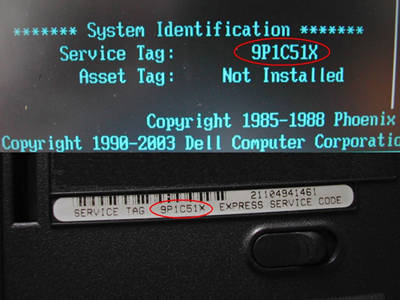 ******* System Identification *******
Service Tag: 9P1C51X
Asset Tag: Not Installed
Copyright 1985-1988 Phoenix
Copyright 1990-2003 Dell Computer Corporatio
21104941461
SERVICE TAG 9P1C51X EXPRESS SERVICE CODE